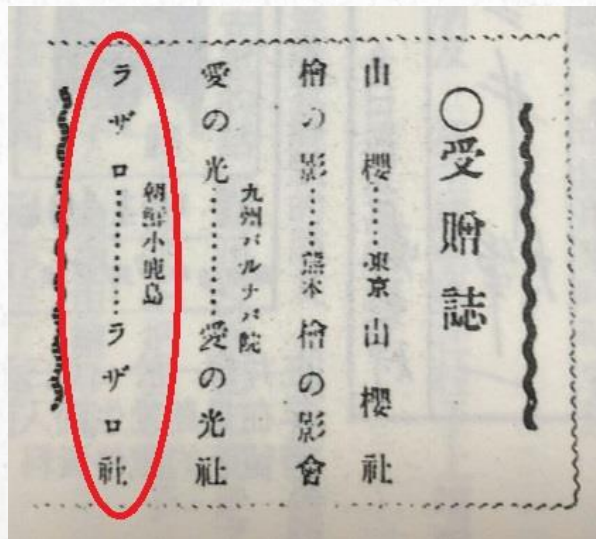 〇受贈誌
山櫻……東京山櫻社
檜の影……熊本檜の影會
九州バルナバ院
愛の光…………愛の光社
朝鮮小鹿島
ラザロ…………ラザロ社